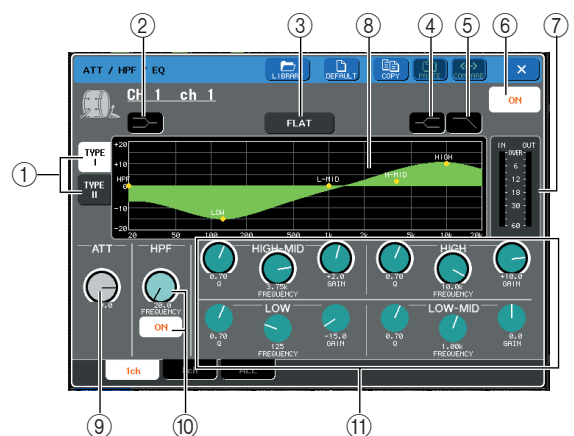 ② ③ ⑧ ④ ⑤ ⑥ ⑦
ATT / HPF / EQ
LIBRARY DEFAULT COPY PASTE COMPARE ×
CH 1 ch 1
FLAT
ON
①
TYPE I
TYPE II
+20
+10
0
-10
-20
HPF LOW L-MID H-MID HIGH
20 50 100 200 500 1k 2k 5k 10k 20k
IN OUT
-OVER-
6
12
18
30
60
ATT HPF HIGH-MID HIGH
20.0 FREQUENCY
ON
0.70 Q 3.75k FREQUENCY +2.0 GAIN
0.70 Q 10.0k FREQUENCY +10.0 GAIN
LOW LOW-MID
0.70 Q 125 FREQUENCY -15.0 GAIN
0.70 Q 1.00k FREQUENCY 0.0 GAIN
1ch ALL
⑨ ⑩ ⑪